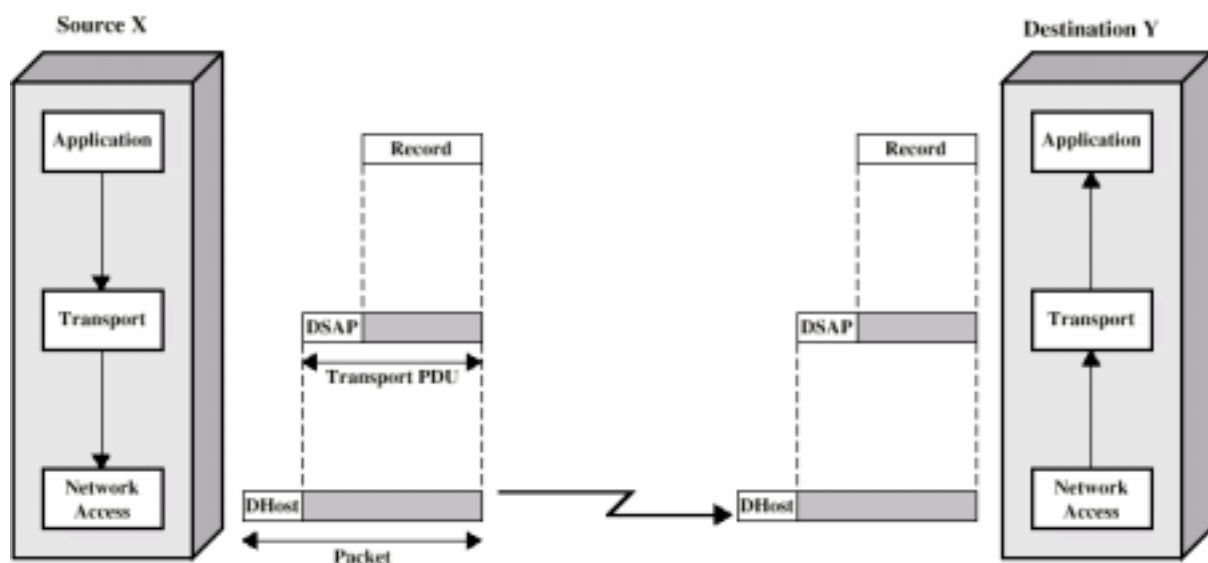 Source X
Destination Y
Application
Record
Record
Application
Transport
DSAP
DSAP
Transport
Transport PDU
Network
Access
DHost
DHost
Network
Access
Packet